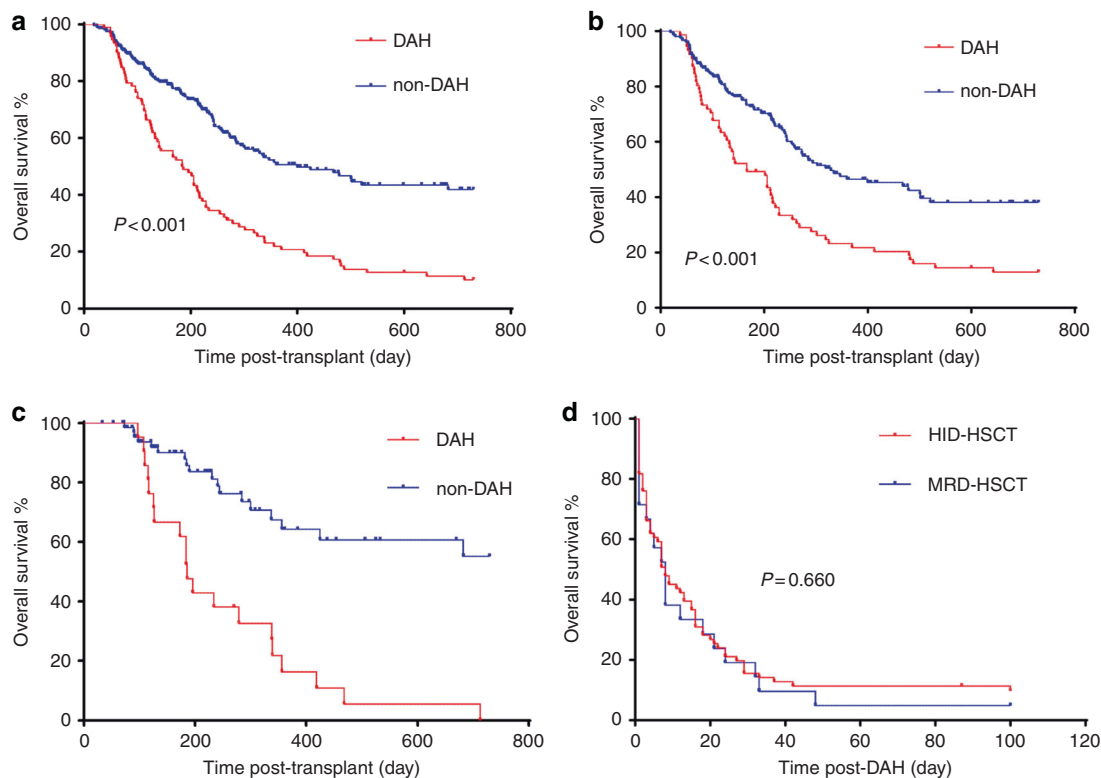 a
b
100
80
60
40
20
0
Overall survival %
DAH
non-DAH
P<0.001
0 200 400 600 800
Time post-transplant (day)
100
80
60
40
20
0
Overall survival %
DAH
non-DAH
P<0.001
0 200 400 600 800
Time post-transplant (day)
c
d
100
80
60
40
20
0
Overall survival %
DAH
non-DAH
0 200 400 600 800
Time post-transplant (day)
100
80
60
40
20
0
Overall survival %
HID-HSCT
MRD-HSCT
P=0.660
0 20 40 60 80 100 120
Time post-DAH (day)